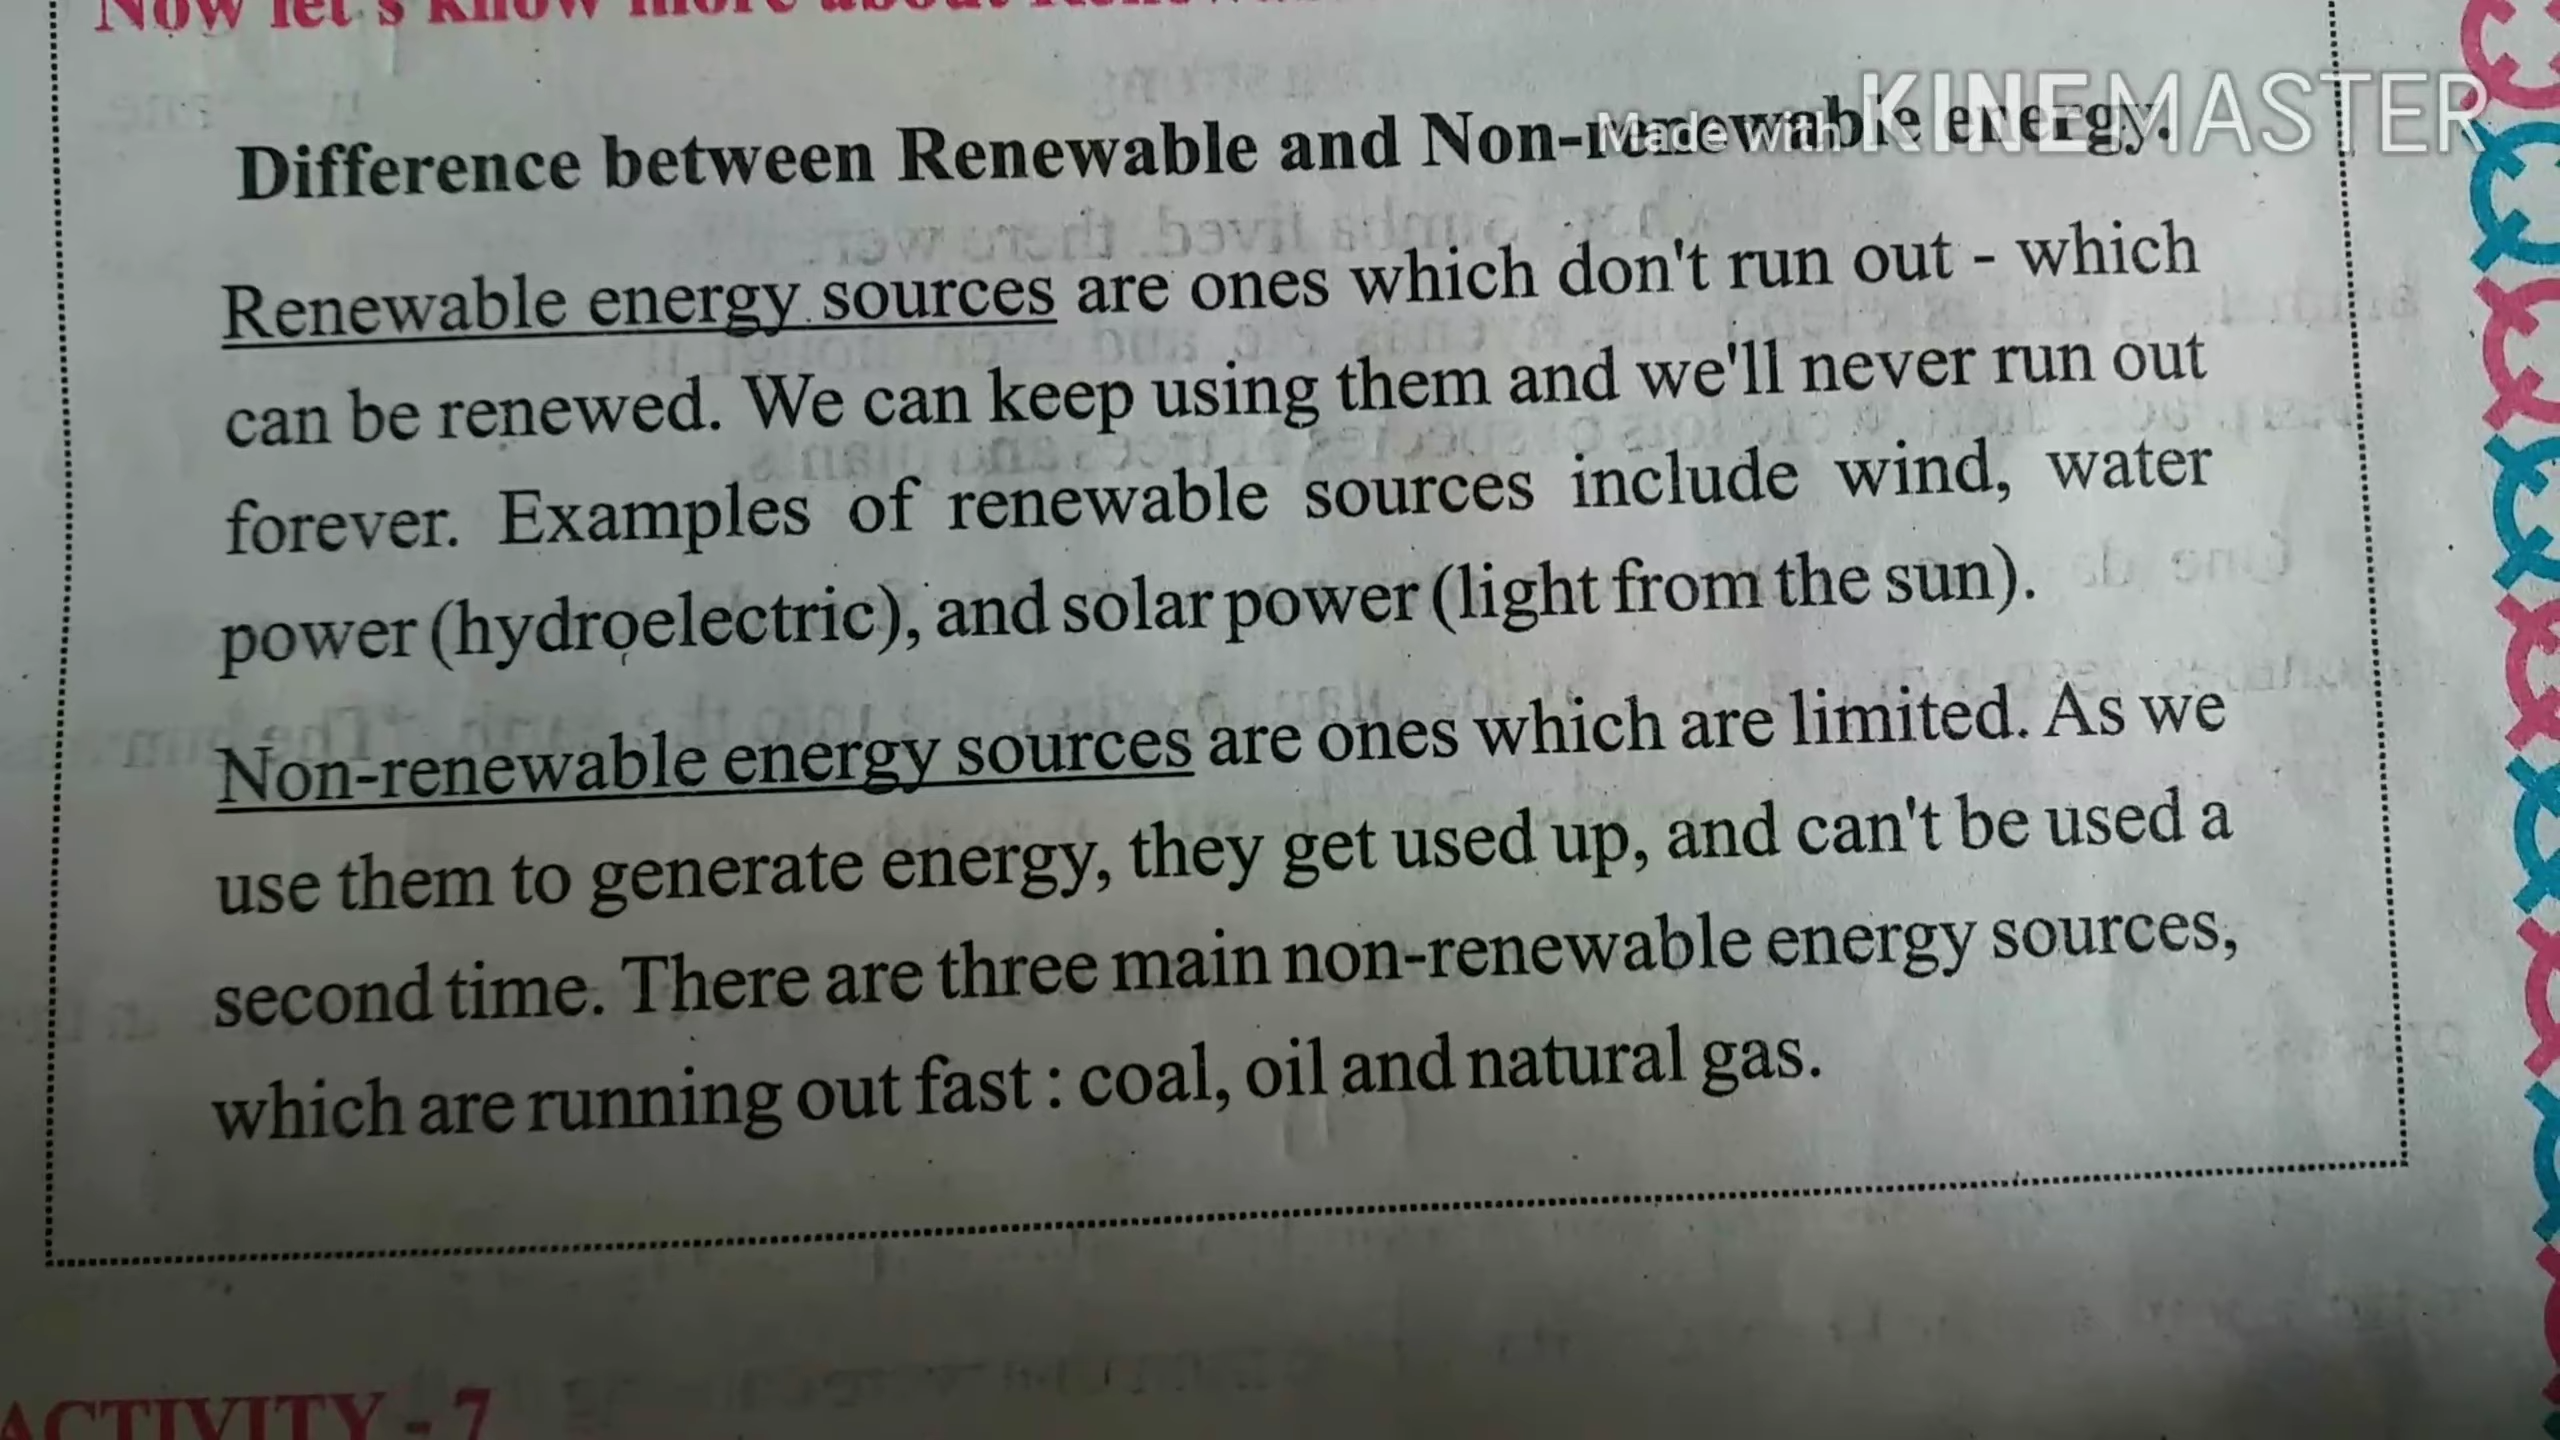 Now let's know more about
Made with KINEMASTER
Difference between Renewable and Non-renewable energy.
Renewable energy sources are ones which don't run out - which
can be renewed. We can keep using them and we'll never run out
forever. Examples of renewable sources include wind, water
power (hydroelectric), and solar power (light from the sun).
Non-renewable energy sources are ones which are limited. As we
use them to generate energy, they get used up, and can't be used a
second time. There are three main non-renewable energy sources,
which are running out fast : coal, oil and natural gas.
ACTIVITY - 7